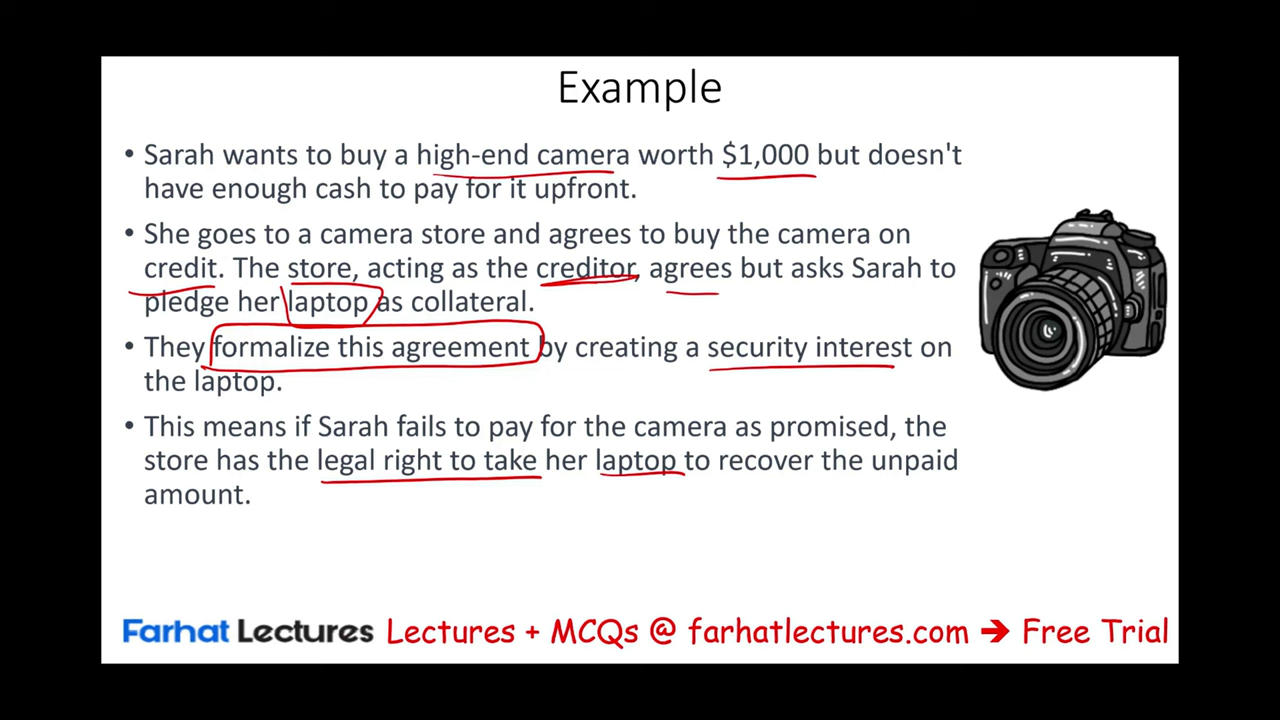 Example
• Sarah wants to buy a high-end camera worth $1,000 but doesn't
have enough cash to pay for it upfront.
• She goes to a camera store and agrees to buy the camera on
credit. The store, acting as the creditor, agrees but asks Sarah to
pledge her laptop as collateral.
• They formalize this agreement by creating a security interest on
the laptop.
• This means if Sarah fails to pay for the camera as promised, the
store has the legal right to take her laptop to recover the unpaid
amount.
Farhat Lectures Lectures + MCQs @ farhatlectures.com → Free Trial